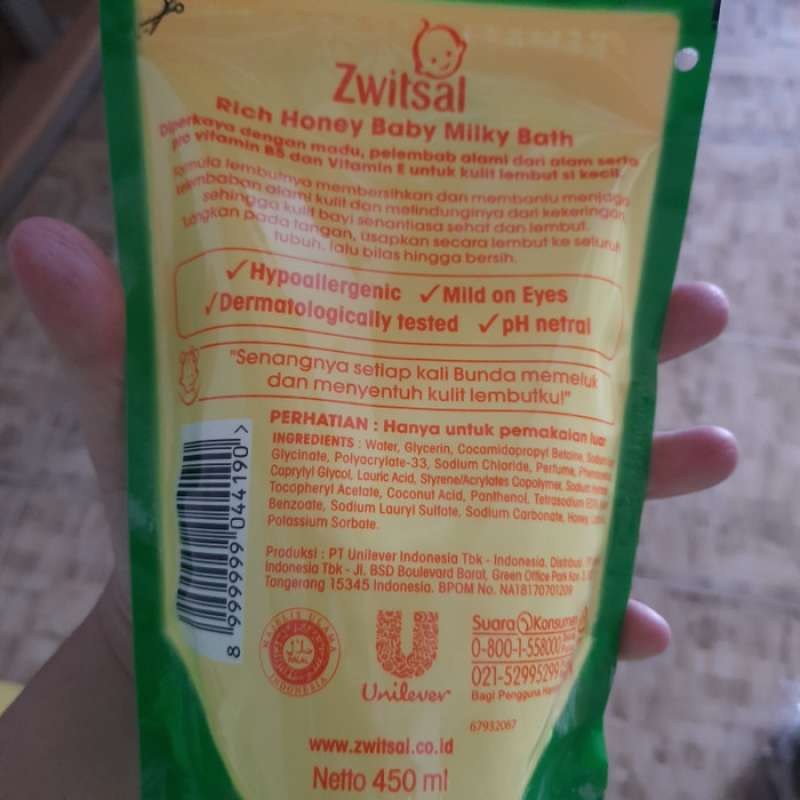 Zwitsal
Rich Honey Baby Milky Bath
Diperkaya dengan madu, pelembab alami dari alam serta
pro vitamin B5 dan Vitamin E untuk kulit lembut si kecil.
Formula lembutnya membersihkan dan membantu menjaga
kelembaban alami kulit dan melindunginya dari kekeringan
sehingga kulit bayi senantiasa sehat dan lembut.
Tuangkan pada tangan, usapkan secara lembut ke seluruh
tubuh. lalu bilas hingga bersih.
✓Hypoallergenic ✓Mild on Eyes
✓Dermatologically tested ✓pH netral
"Senangnya setiap kali Bunda memeluk
dan menyentuh kulit lembutku!"
PERHATIAN : Hanya untuk pemakaian luar
INGREDIENTS : Water, Glycerin, Cocamidopropyl Betaine,
Glycinate, Polyacrylate-33, Sodium Chloride, Perfume,
Caprylyl Glycol, Lauric Acid, Styrene/Acrylates Copolymer, Sodium
Tocopheryl Acetate, Coconut Acid, Panthenol, Tetrasodium EDTA,
Benzoate, Sodium Lauryl Sulfate, Sodium Carbonate, Honey,
Potassium Sorbate.
Produksi : PT Unilever Indonesia Tbk - Indonesia.
Indonesia Tbk - Jl. BSD Boulevard Barat, Green Office Park
Tangerang 15345 Indonesia. BPOM No. NA18170701209
8 999999 044190 >
MAJELIS ULAMA
HALAL
INDONESIA
Unilever
Suara Konsumen
0-800-1-558000
021-52995299
Bagi Pengguna
67932067
www.zwitsal.co.id
Netto 450 ml